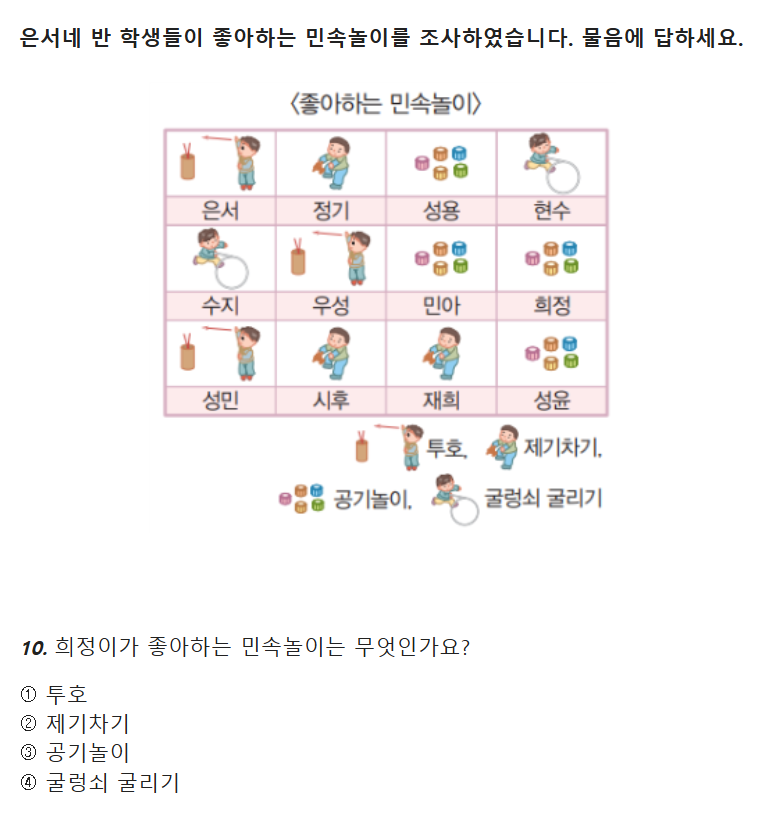 은서네 반 학생들이 좋아하는 민속놀이를 조사하였습니다. 물음에 답하세요.
〈좋아하는 민속놀이〉
은서 정기 성용 현수
수지 우성 민아 희정
성민 시후 재희 성윤
투호, 제기차기,
공기놀이, 굴렁쇠 굴리기
10. 희정이가 좋아하는 민속놀이는 무엇인가요?
① 투호
② 제기차기
③ 공기놀이
④ 굴렁쇠 굴리기